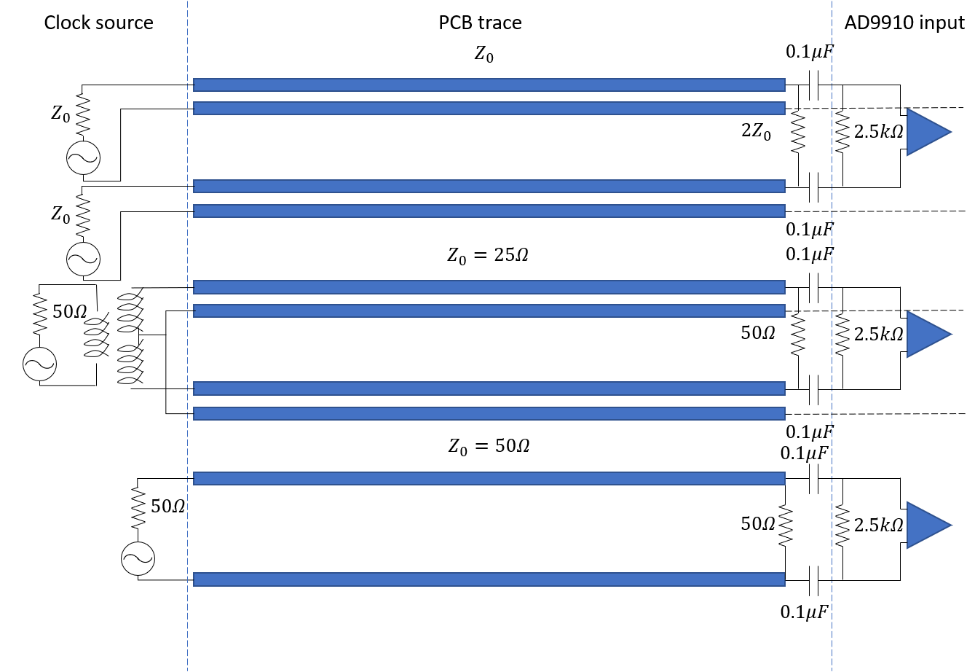 Clock source PCB trace AD9910 input
Z₀ 0.1μF
Z₀
2Z₀ 2.5kΩ
Z₀
0.1μF
Z₀ = 25Ω 0.1μF
50Ω
50Ω 2.5kΩ
0.1μF
Z₀ = 50Ω 0.1μF
50Ω
50Ω 2.5kΩ
0.1μF